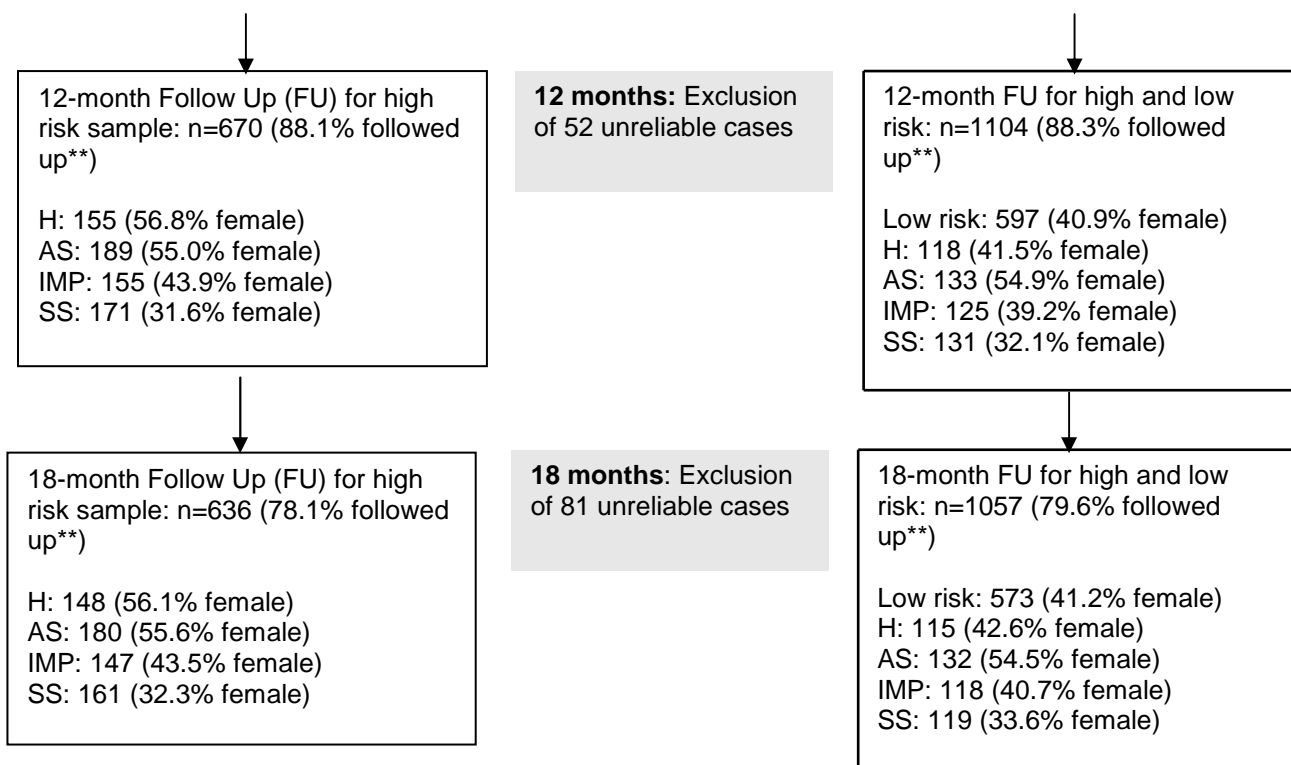 12-month Follow Up (FU) for high
risk sample: n=670 (88.1% followed
up**)
H: 155 (56.8% female)
AS: 189 (55.0% female)
IMP: 155 (43.9% female)
SS: 171 (31.6% female)
12 months: Exclusion
of 52 unreliable cases
12-month FU for high and low
risk: n=1104 (88.3% followed
up**)
Low risk: 597 (40.9% female)
H: 118 (41.5% female)
AS: 133 (54.9% female)
IMP: 125 (39.2% female)
SS: 131 (32.1% female)
18-month Follow Up (FU) for high
risk sample: n=636 (78.1% followed
up**)
H: 148 (56.1% female)
AS: 180 (55.6% female)
IMP: 147 (43.5% female)
SS: 161 (32.3% female)
18 months: Exclusion
of 81 unreliable cases
18-month FU for high and low
risk: n=1057 (79.6% followed
up**)
Low risk: 573 (41.2% female)
H: 115 (42.6% female)
AS: 132 (54.5% female)
IMP: 118 (40.7% female)
SS: 119 (33.6% female)